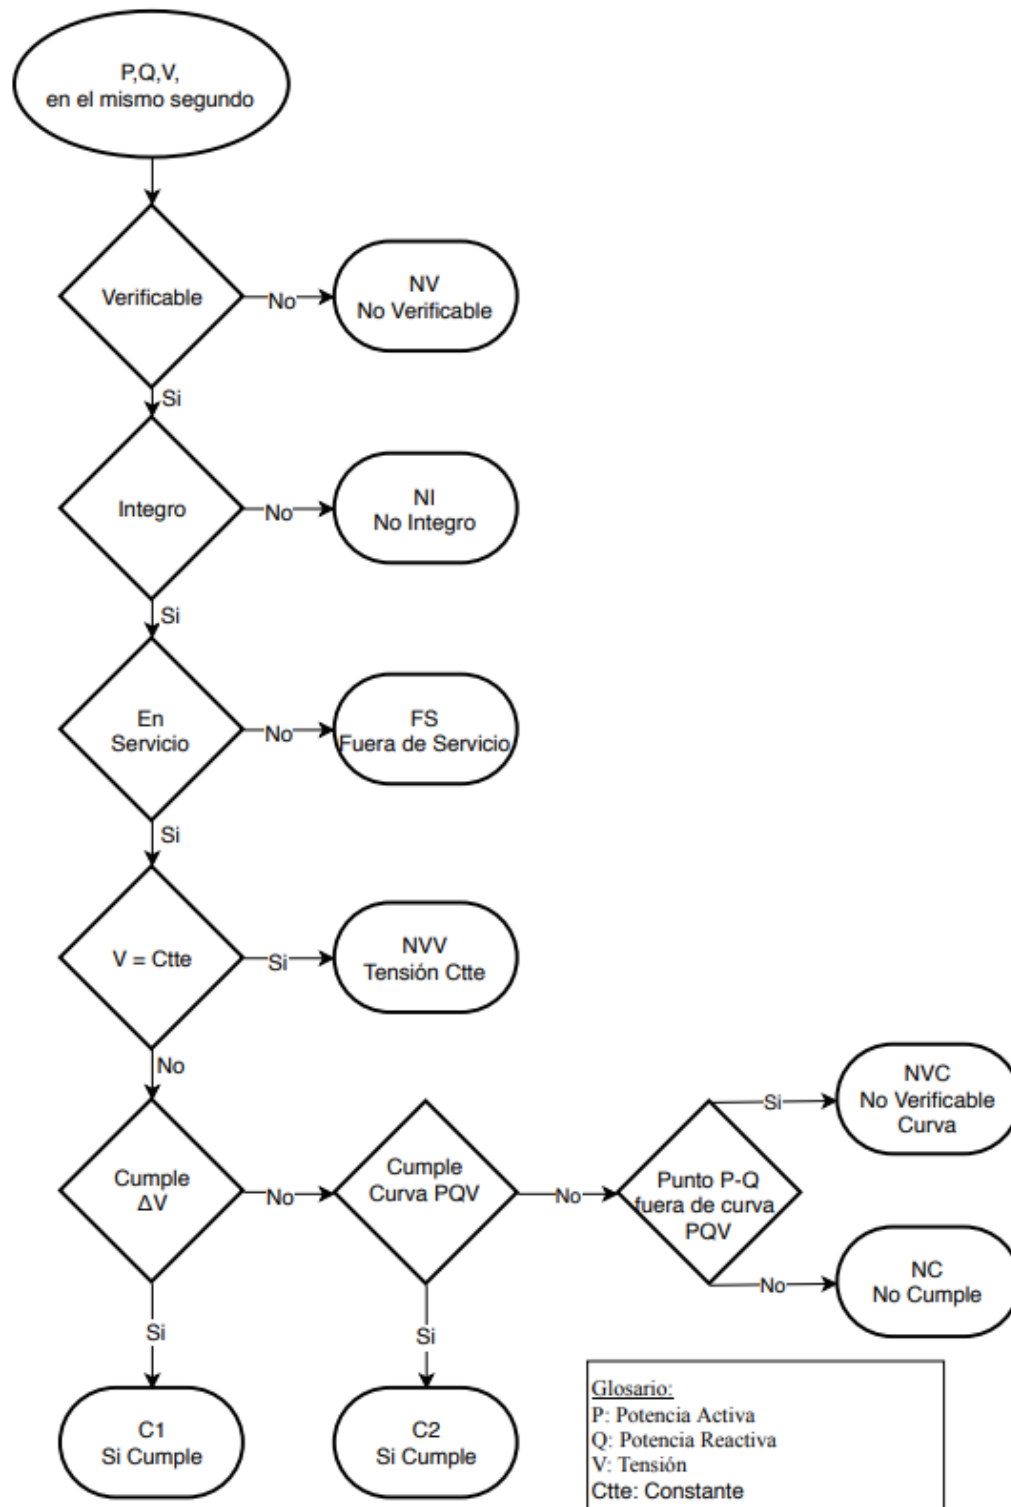 P,Q,V,
en el mismo segundo
Verificable
No
NV
No Verificable
Si
Integro
No
NI
No Integro
Si
En
Servicio
No
FS
Fuera de Servicio
Si
V = Ctte
Si
NVV
Tensión Ctte
No
Cumple
ΔV
No
Cumple
Curva PQV
No
Punto P-Q
fuera de curva
PQV
Si
NVC
No Verificable
Curva
No
NC
No Cumple
Si
C1
Si Cumple
Si
C2
Si Cumple
Glosario:
P: Potencia Activa
Q: Potencia Reactiva
V: Tensión
Ctte: Constante